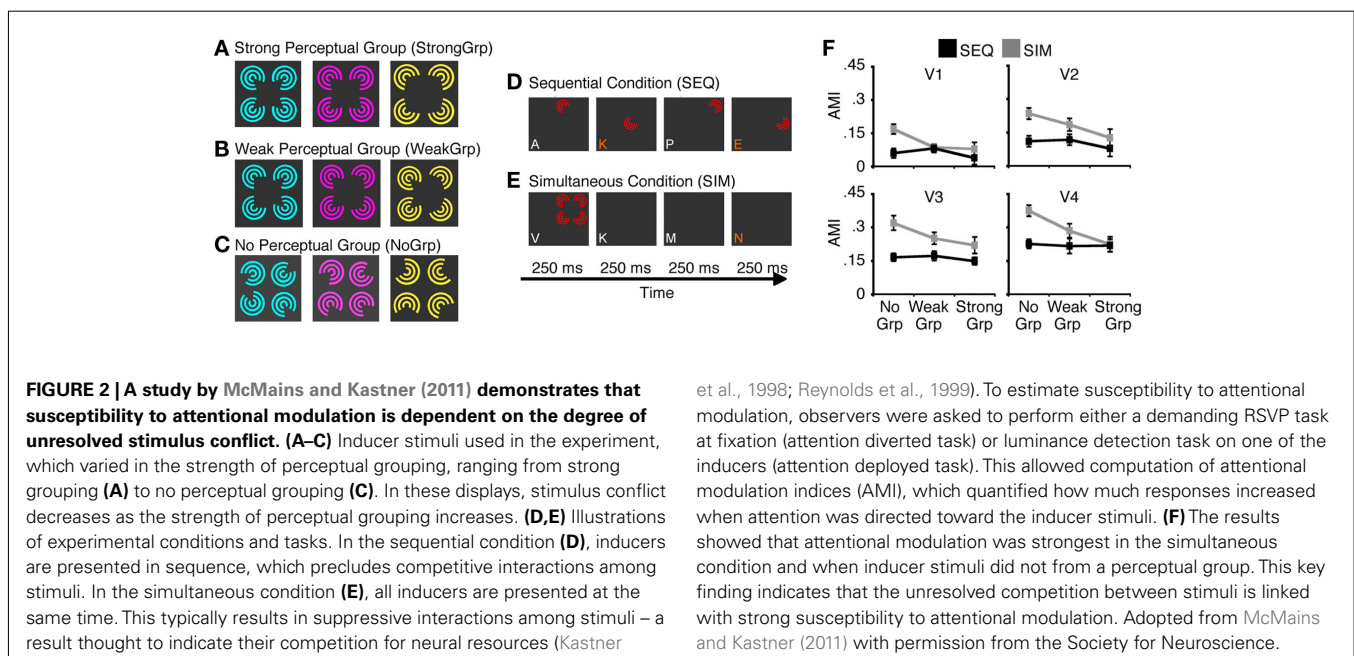 A Strong Perceptual Group (StrongGrp)
B Weak Perceptual Group (WeakGrp)
C No Perceptual Group (NoGrp)
D Sequential Condition (SEQ)
A K P E
E Simultaneous Condition (SIM)
V K M N
250 ms 250 ms 250 ms 250 ms
Time
F SEQ SIM
V1 V2
AMI
.45
.3
.15
0
V3 V4
AMI
.45
.3
.15
0
No Grp Weak Grp Strong Grp
No Grp Weak Grp Strong Grp
FIGURE 2 | A study by McMains and Kastner (2011) demonstrates that
susceptibility to attentional modulation is dependent on the degree of
unresolved stimulus conflict. (A–C) Inducer stimuli used in the experiment,
which varied in the strength of perceptual grouping, ranging from strong
grouping (A) to no perceptual grouping (C). In these displays, stimulus conflict
decreases as the strength of perceptual grouping increases. (D,E) Illustrations
of experimental conditions and tasks. In the sequential condition (D), inducers
are presented in sequence, which precludes competitive interactions among
stimuli. In the simultaneous condition (E), all inducers are presented at the
same time. This typically results in suppressive interactions among stimuli – a
result thought to indicate their competition for neural resources (Kastner
et al., 1998; Reynolds et al., 1999). To estimate susceptibility to attentional
modulation, observers were asked to perform either a demanding RSVP task
at fixation (attention diverted task) or luminance detection task on one of the
inducers (attention deployed task). This allowed computation of attentional
modulation indices (AMI), which quantified how much responses increased
when attention was directed toward the inducer stimuli. (F) The results
showed that attentional modulation was strongest in the simultaneous
condition and when inducer stimuli did not from a perceptual group. This key
finding indicates that the unresolved competition between stimuli is linked
with strong susceptibility to attentional modulation. Adopted from McMains
and Kastner (2011) with permission from the Society for Neuroscience.